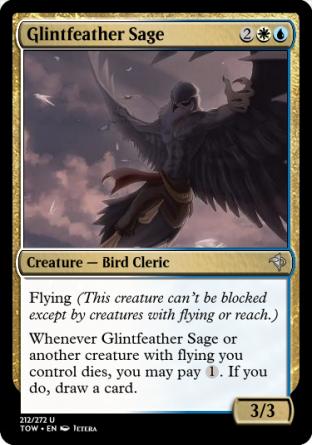 Glintfeather Sage 2
Creature — Bird Cleric
Flying (This creature can't be blocked
except by creatures with flying or reach.)
Whenever Glintfeather Sage or
another creature with flying you
control dies, you may pay 1. If you
do, draw a card.
3/3
212/272 U
TOW • EN Jetera